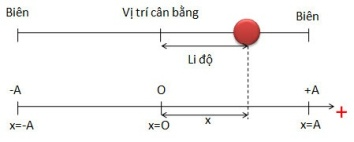 Biên Vị trí cân bằng Biên
Li độ
-A O +A
x
x=-A x=O x=A
+